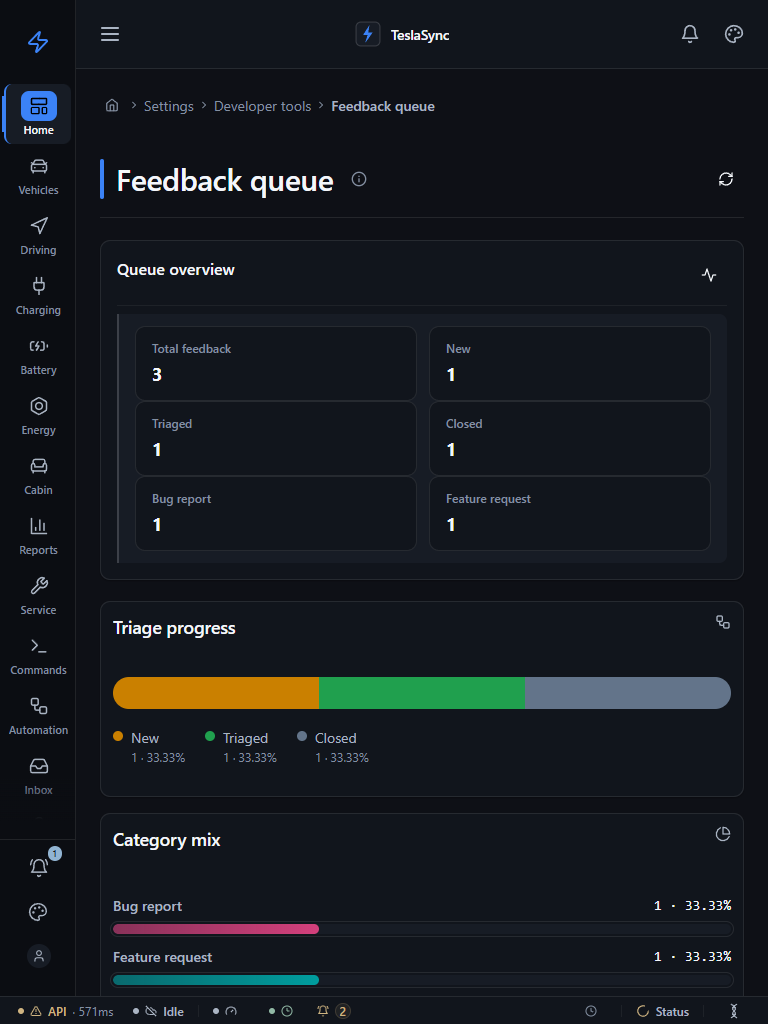 TeslaSync
Home
Vehicles
Driving
Charging
Battery
Energy
Cabin
Reports
Service
Commands
Automation
Inbox
1
Settings > Developer tools > Feedback queue
Feedback queue
Queue overview
Total feedback
3
New
1
Triaged
1
Closed
1
Bug report
1
Feature request
1
Triage progress
New
1 · 33.33%
Triaged
1 · 33.33%
Closed
1 · 33.33%
Category mix
Bug report 1 · 33.33%
Feature request 1 · 33.33%
API · 571ms Idle 2 Status